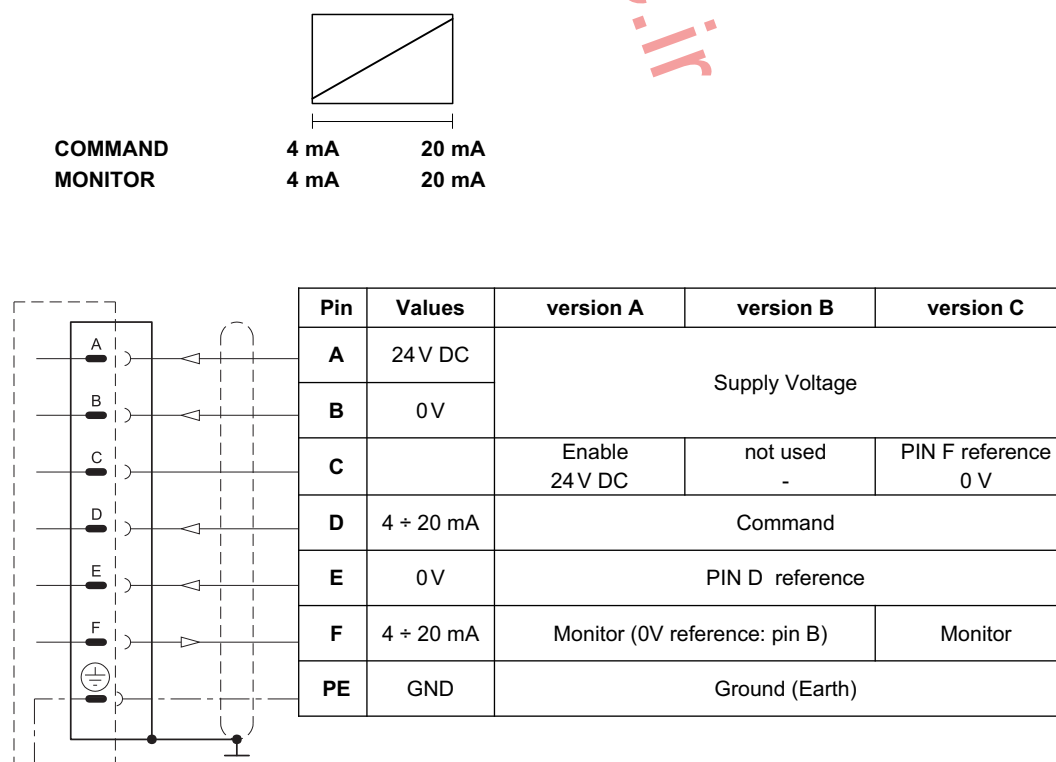 .ir
COMMAND 4 mA 20 mA
MONITOR 4 mA 20 mA
Pin Values version A version B version C
A 24 V DC Supply Voltage
B 0 V
C Enable 24 V DC not used - PIN F reference 0 V
D 4 ÷ 20 mA Command
E 0 V PIN D reference
F 4 ÷ 20 mA Monitor (0V reference: pin B) Monitor
PE GND Ground (Earth)
A
B
C
D
E
F